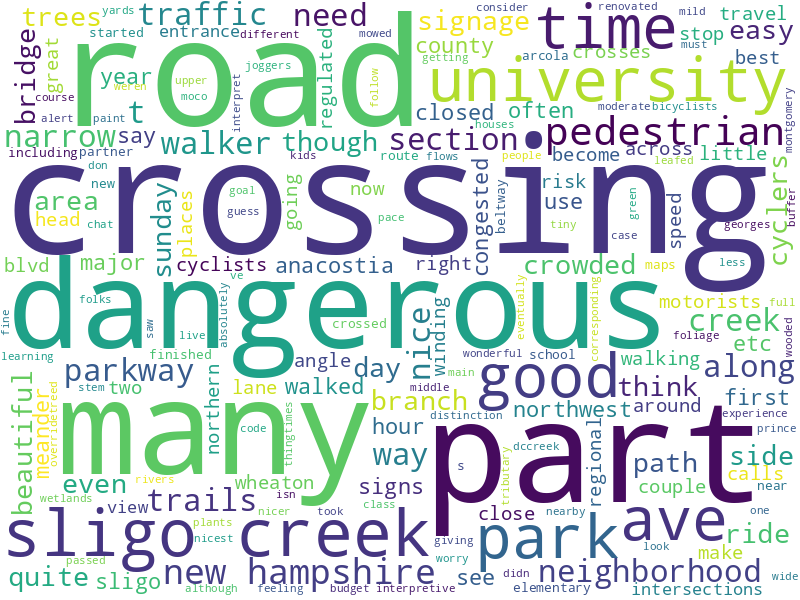 yards consider renovated mild
trees traffic need signage time travel easy
started entrance different mowed joggers county crosses stop must
bridge great year upper moco road regulated follow university arcola best
t weren interpret
course alert paint closed often moderate bicyclists montgomery
narrow say walker though section pedestrian
including partner kids route flows become across little houses
don new crossing people leafed
area head places goal going now congested beltway risk use speed cyclers buffer
chat guess tiny green georges
sunday case less
blvd major cyclists anacostia right crowded maps
folks ve absolutely dangerous motorists full
fine saw live crossed nice winding eventually corresponding creek foliage wooded
learning finished angle wonderful school walking etc
parkway northern day main good along
stem two lane walked middle think first
beautiful meander overridetreed many branch distinction northwest around experience
code thingtimes hour way part regional path side prince
even wheaton isn signs s tributary dccreek couple calls
wetlands rivers trails nicer took class close nearby near
view plants giving look one ride
sligo creek nicest didn park ave make
passed feeling worry see elementary intersections wide
quite sligo although new hampshire budget interpretive neighborhood